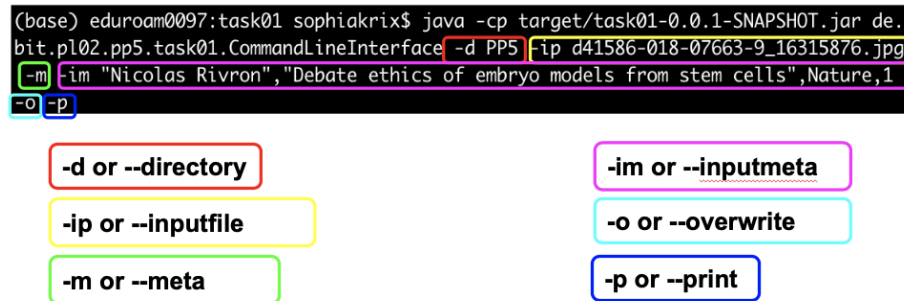 (base) eduroam0097:task01 sophiakrix$ java -cp target/task01-0.0.1-SNAPSHOT.jar de.
bit.pl02.pp5.task01.CommandLineInterface -d PP5 -ip d41586-018-07663-9_16315876.jpg
-m -im "Nicolas Rivron","Debate ethics of embryo models from stem cells",Nature,1
-o -p
-d or --directory
-im or --inputmeta
-ip or --inputfile
-o or --overwrite
-m or --meta
-p or --print